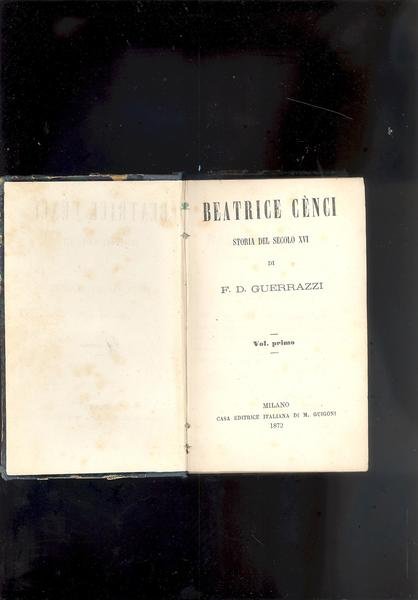 BEATRICE CÈNCI
STORIA DEL SECOLO XVI
DI
F. D. GUERRAZZI
Vol. primo
MILANO
CASA EDITRICE ITALIANA DI M. GUIGONI
1872